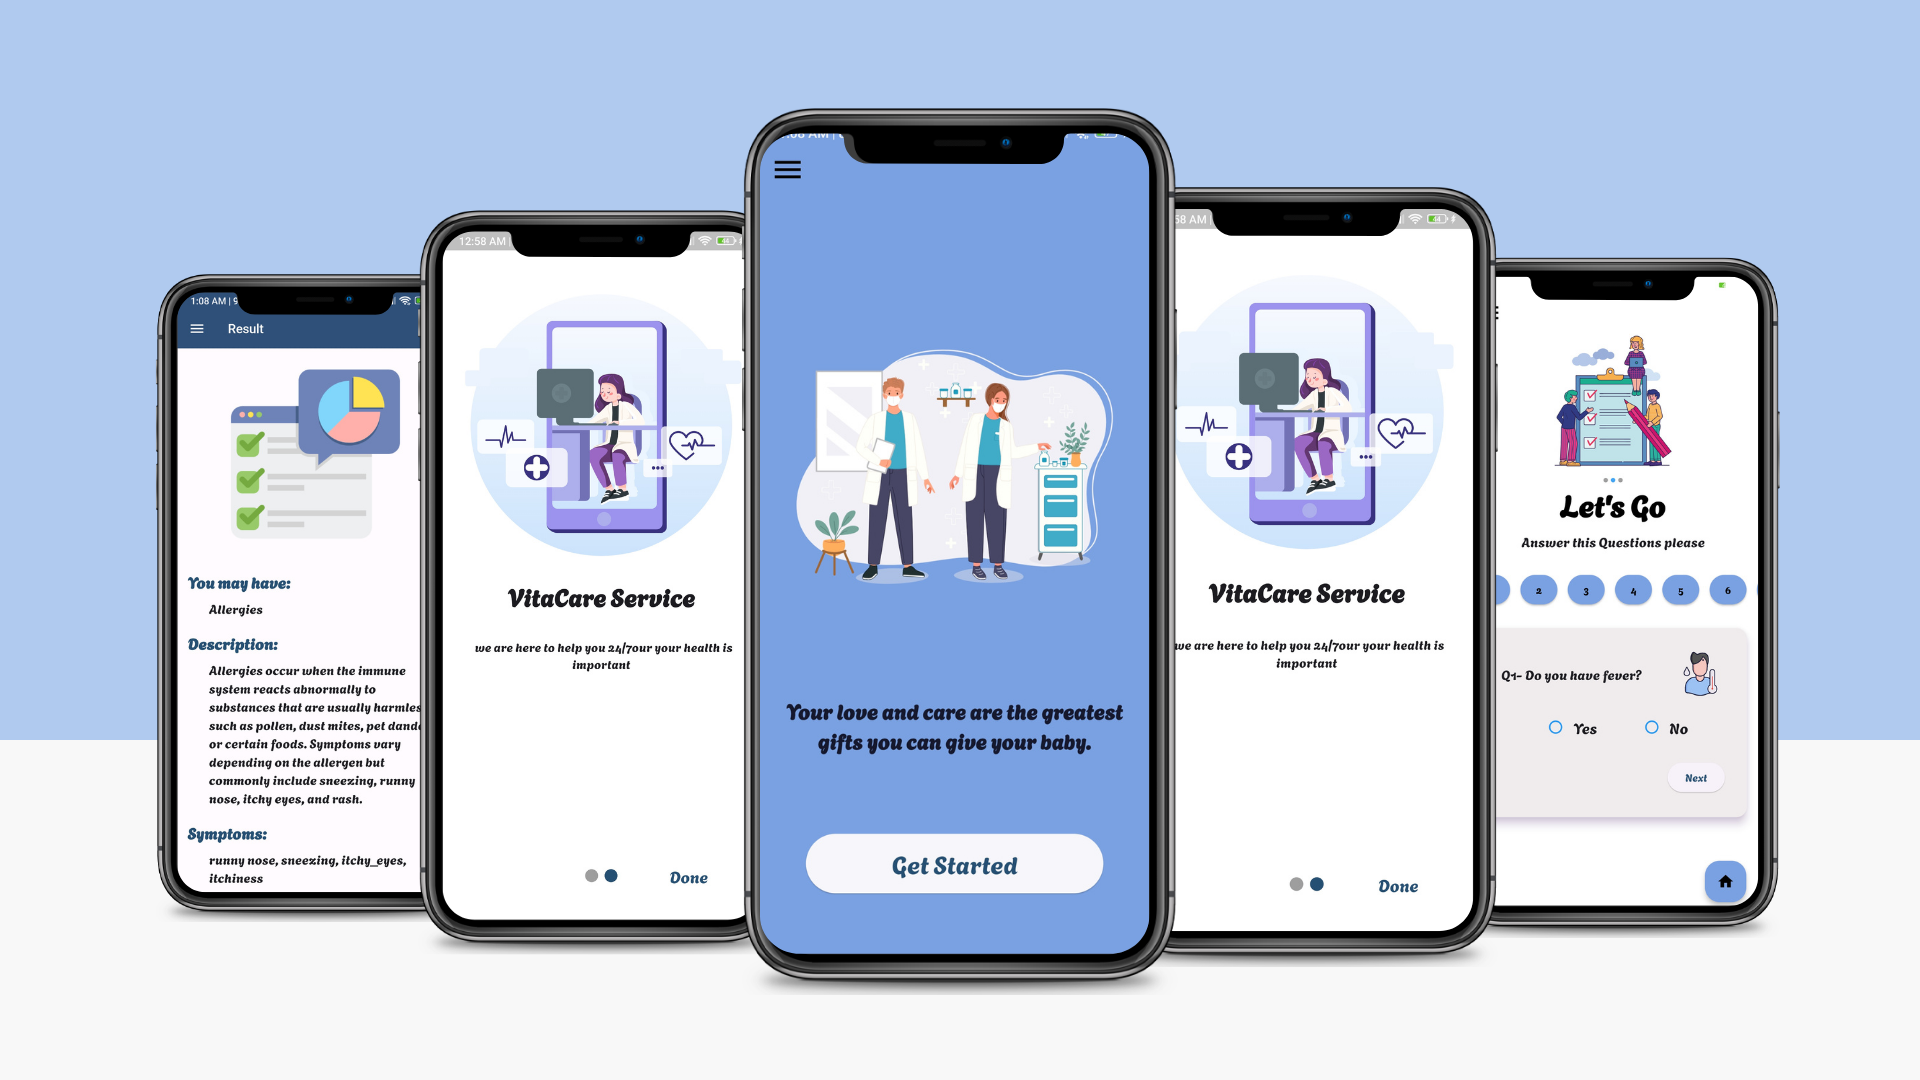 1:08 AM | 9
Result
You may have:
Allergies
Description:
Allergies occur when the immune
system reacts abnormally to
substances that are usually harmles
such as pollen, dust mites, pet dand
or certain foods. Symptoms vary
depending on the allergen but
commonly include sneezing, runny
nose, itchy eyes, and rash.
Symptoms:
runny nose, sneezing, itchy_eyes,
itchiness
12:58 AM
44
VitaCare Service
we are here to help you 24/7our your health is
important
Done
:08 AM |
Your love and care are the greatest
gifts you can give your baby.
Get Started
58 AM
44
VitaCare Service
we are here to help you 24/7our your health is
important
Done
Let's Go
Answer this Questions please
2 3 4 5 6
Q1- Do you have fever?
Yes No
Next